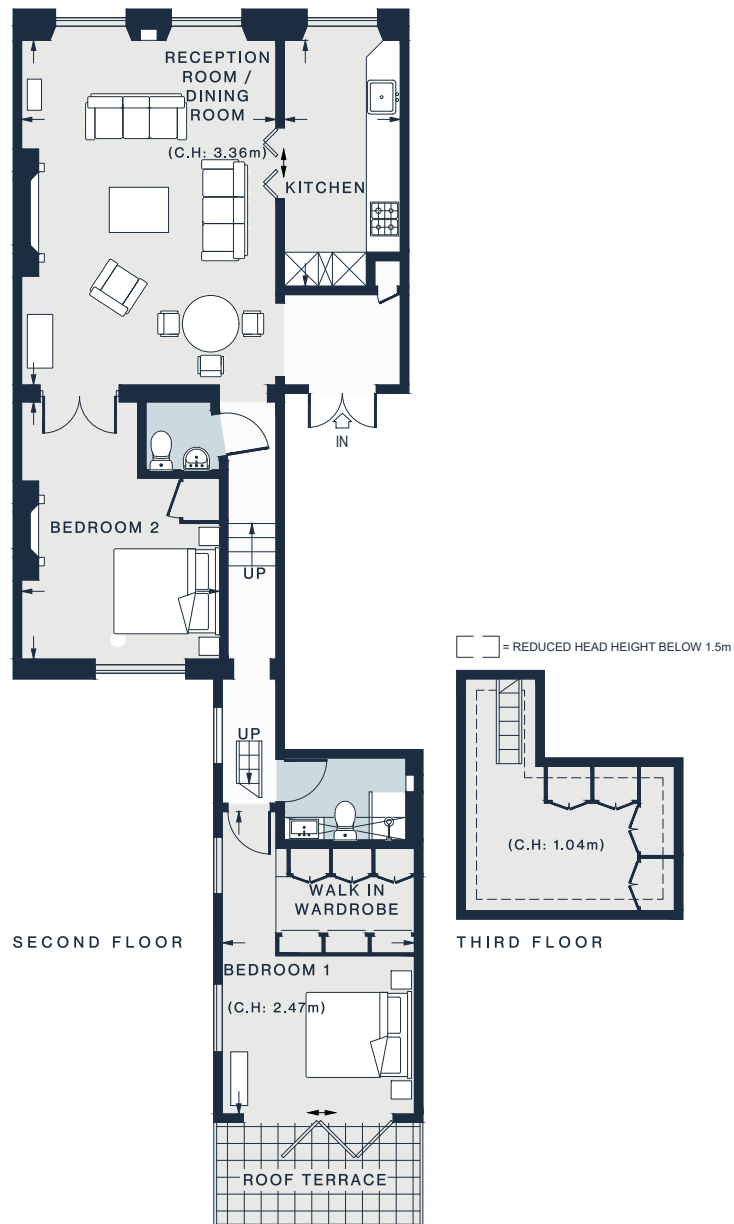 RECEPTION
ROOM /
DINING
ROOM
(C.H: 3.36m)
KITCHEN
IN
BEDROOM 2
UP
= REDUCED HEAD HEIGHT BELOW 1.5m
UP
(C.H: 1.04m)
WALK IN
WARDROBE
SECOND FLOOR
THIRD FLOOR
BEDROOM 1
(C.H: 2.47m)
ROOF TERRACE